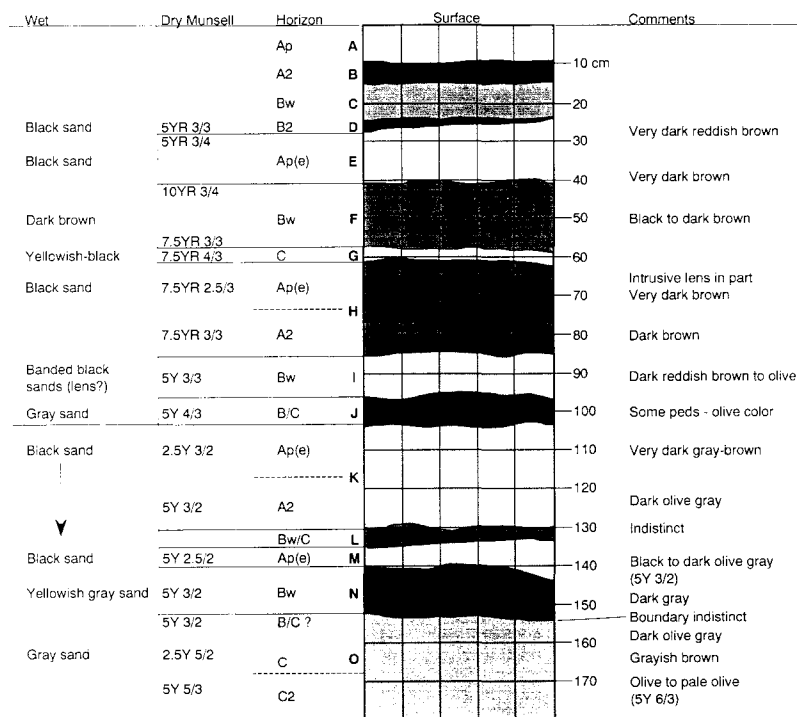 Wet Dry Munsell Horizon Surface Comments
Ap A
10 cm
A2 B
Bw C 20
Black sand 5YR 3/3 B2 D Very dark reddish brown
5YR 3/4 30
Black sand Ap(e) E
40 Very dark brown
10YR 3/4
Dark brown Bw F 50 Black to dark brown
7.5YR 3/3
Yellowish-black 7.5YR 4/3 C G 60
Intrusive lens in part
Black sand 7.5YR 2.5/3 Ap(e) 70 Very dark brown
H
7.5YR 3/3 A2 80 Dark brown
Banded black
sands (lens?) 5Y 3/3 Bw I 90 Dark reddish brown to olive
Gray sand 5Y 4/3 B/C J 100 Some peds - olive color
Black sand 2.5Y 3/2 Ap(e) 110 Very dark gray-brown
K
120
5Y 3/2 A2 Dark olive gray
130 Indistinct
Bw/C L
Black sand 5Y 2.5/2 Ap(e) M 140 Black to dark olive gray
(5Y 3/2)
Yellowish gray sand 5Y 3/2 Bw N Dark gray
150
5Y 3/2 B/C ? Boundary indistinct
Dark olive gray
160
Gray sand 2.5Y 5/2 C O Grayish brown
170
5Y 5/3 C2 Olive to pale olive
(5Y 6/3)